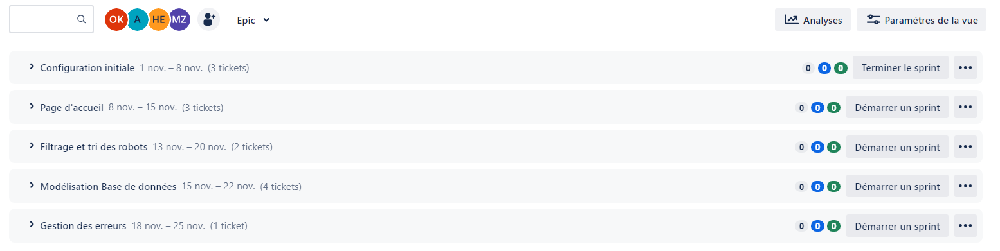 OK A HE MZ Epic Analyses Paramètres de la vue
Configuration initiale 1 nov. – 8 nov. (3 tickets) 0 0 0 Terminer le sprint
Page d'accueil 8 nov. – 15 nov. (3 tickets) 0 0 0 Démarrer un sprint
Filtrage et tri des robots 13 nov. – 20 nov. (2 tickets) 0 0 0 Démarrer un sprint
Modélisation Base de données 15 nov. – 22 nov. (4 tickets) 0 0 0 Démarrer un sprint
Gestion des erreurs 18 nov. – 25 nov. (1 ticket) 0 0 0 Démarrer un sprint